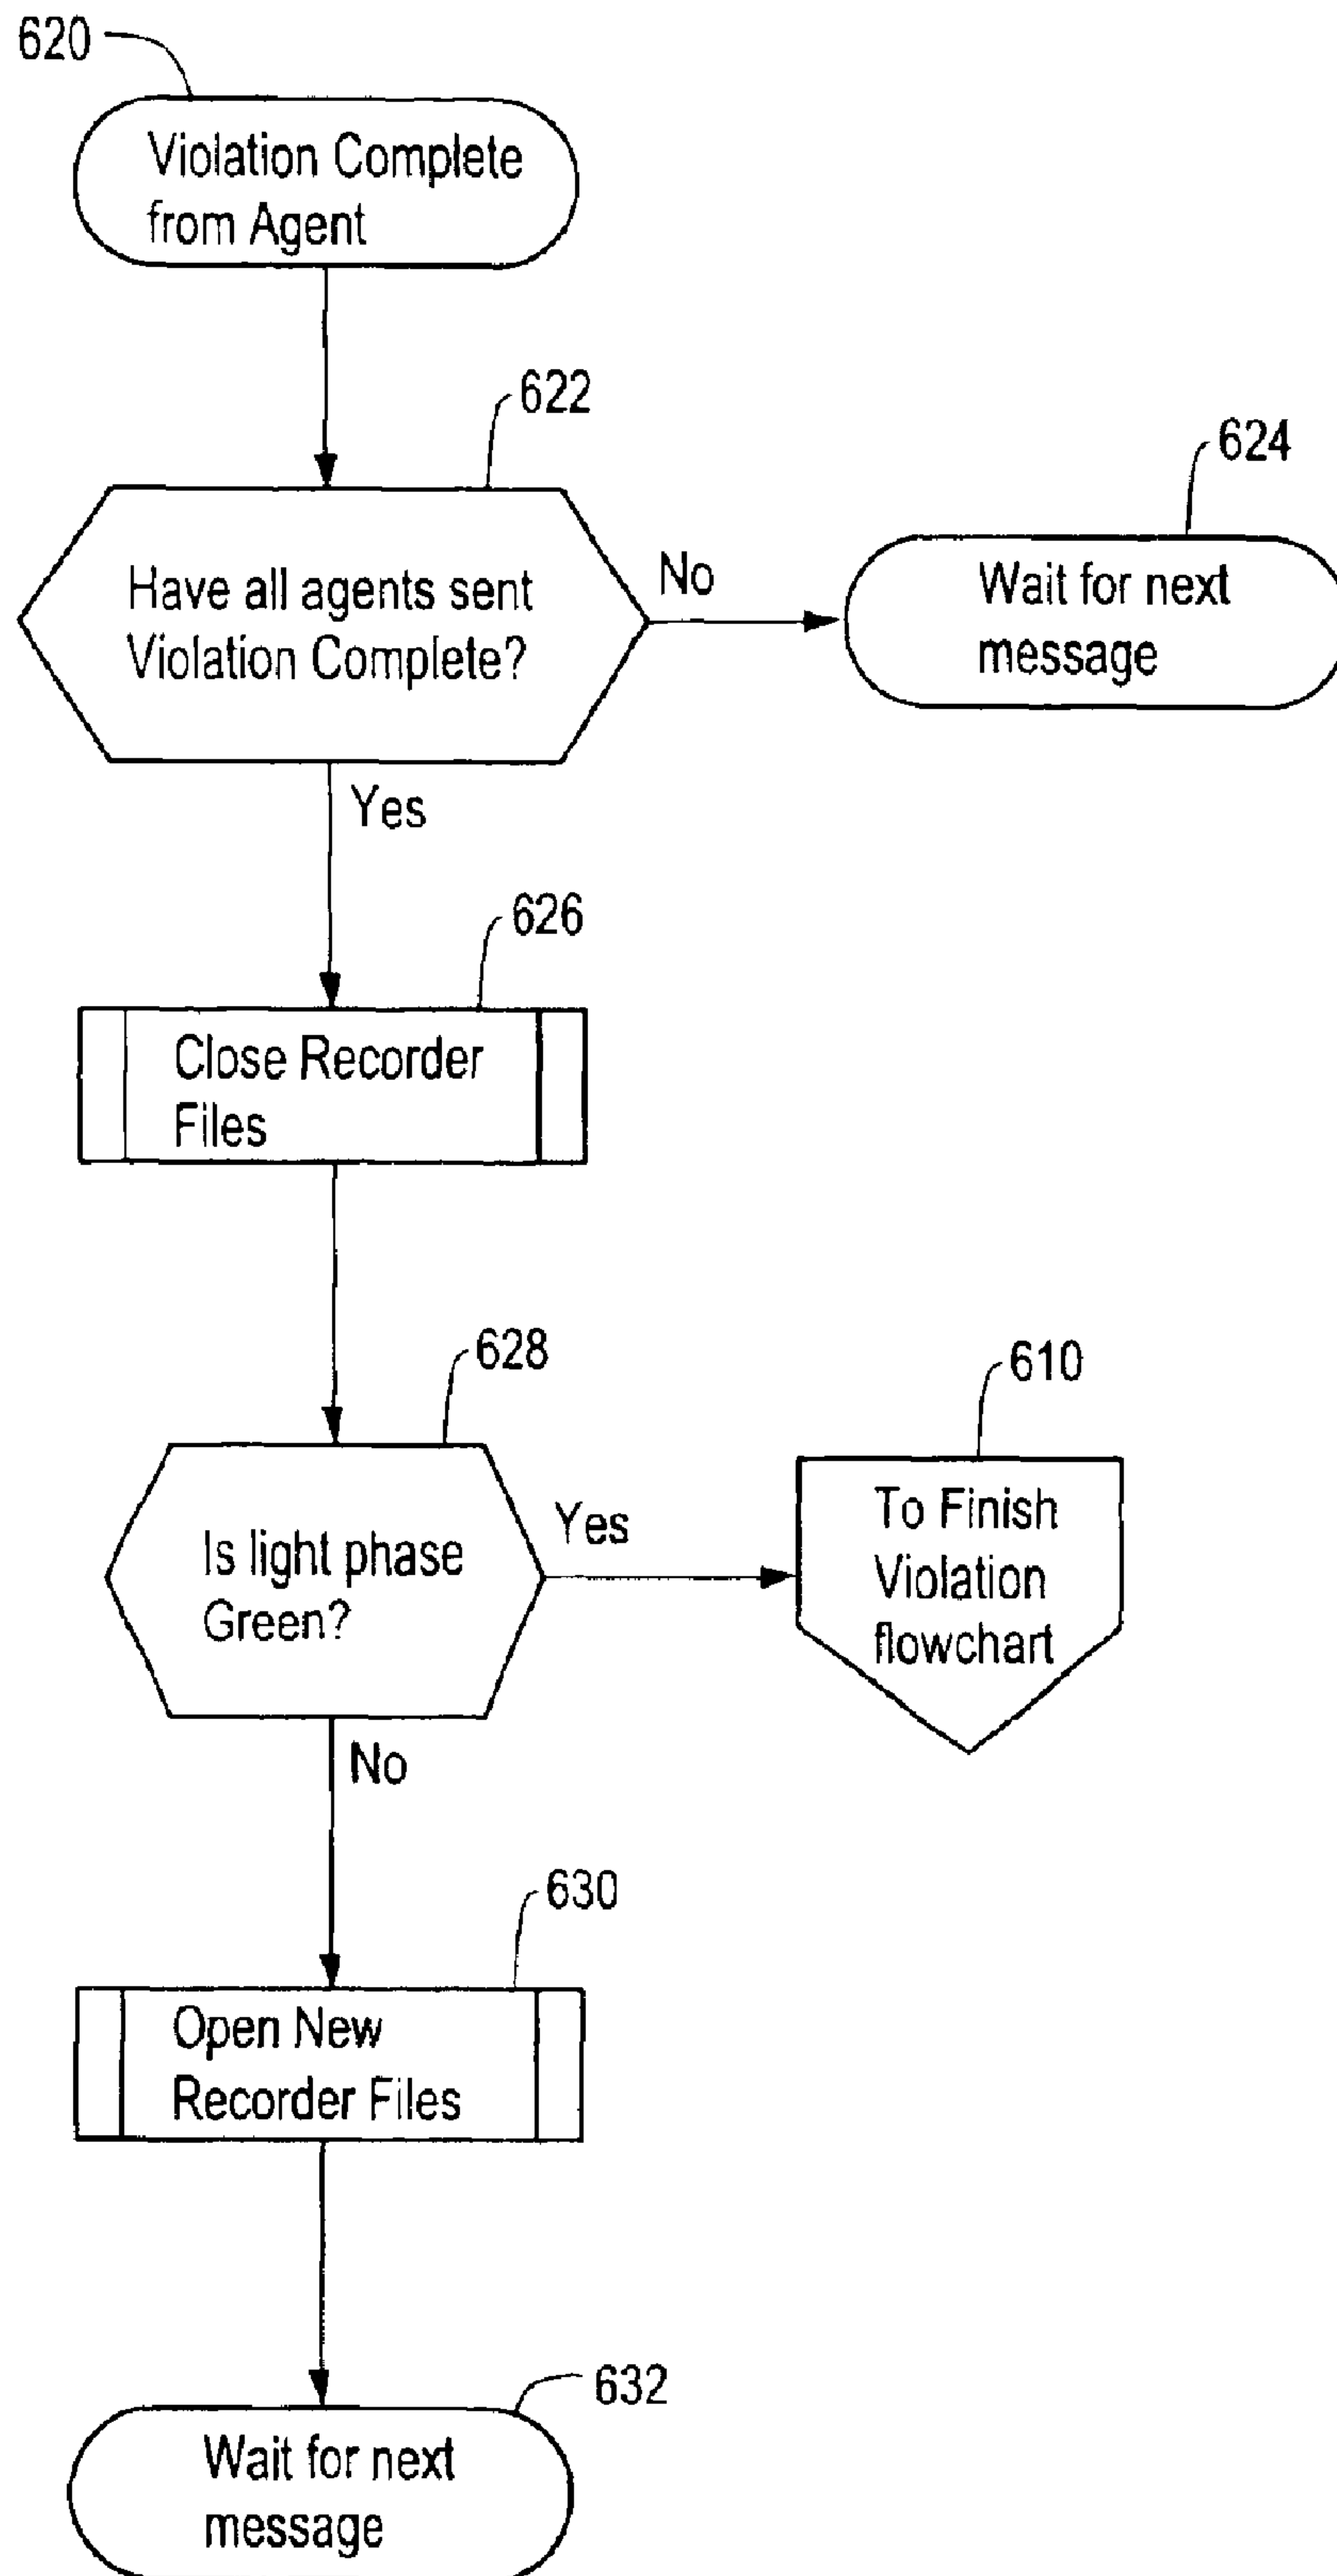 620
Violation Complete
from Agent
622
Have all agents sent
Violation Complete?
No
624
Wait for next
message
Yes
626
Close Recorder
Files
628
Is light phase
Green?
Yes
610
To Finish
Violation
flowchart
No
630
Open New
Recorder Files
632
Wait for next
message